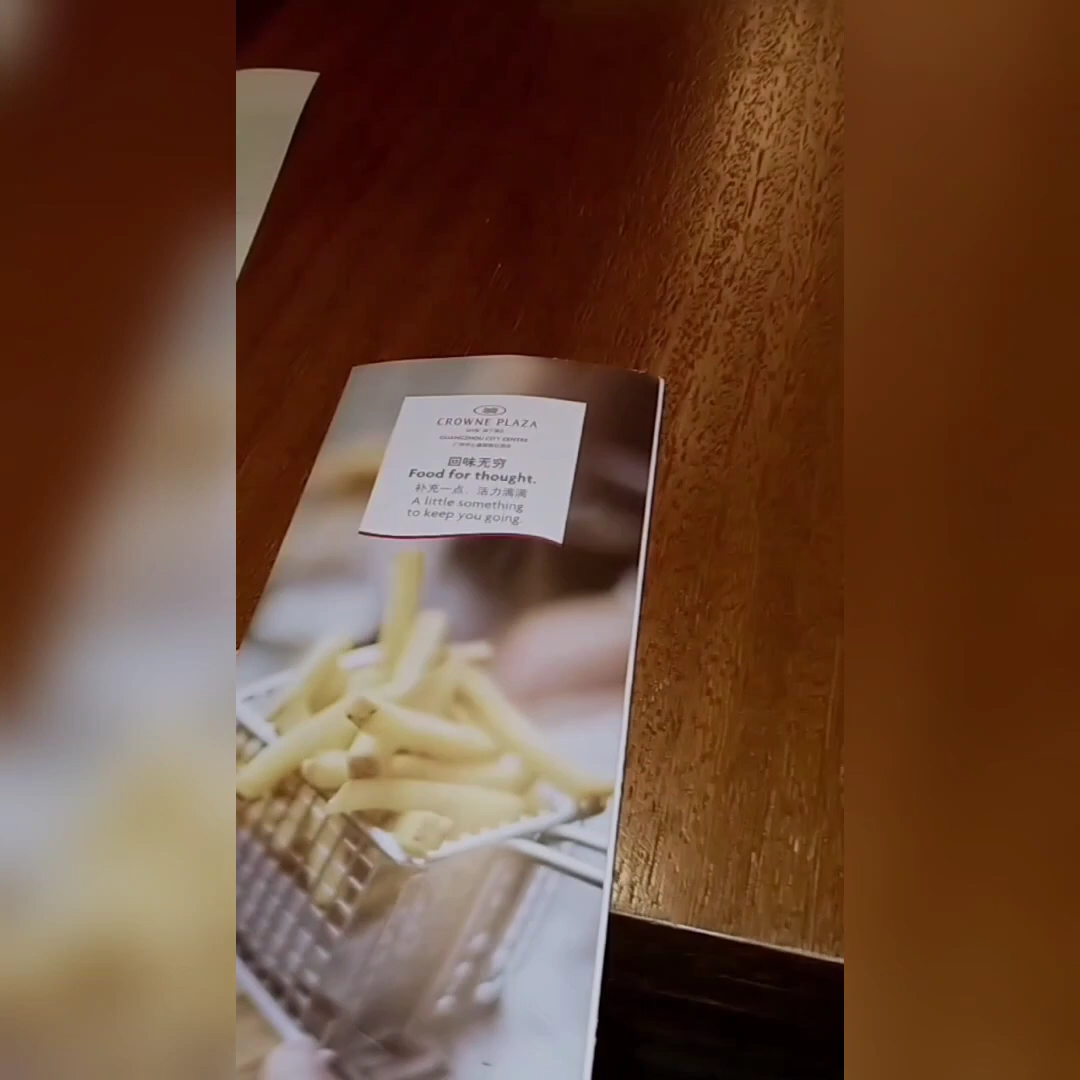 CROWNE PLAZA
GUANGZHOU CITY CENTRE
回味无穷
Food for thought.
补充一点，活力满满
A little something
to keep you going.